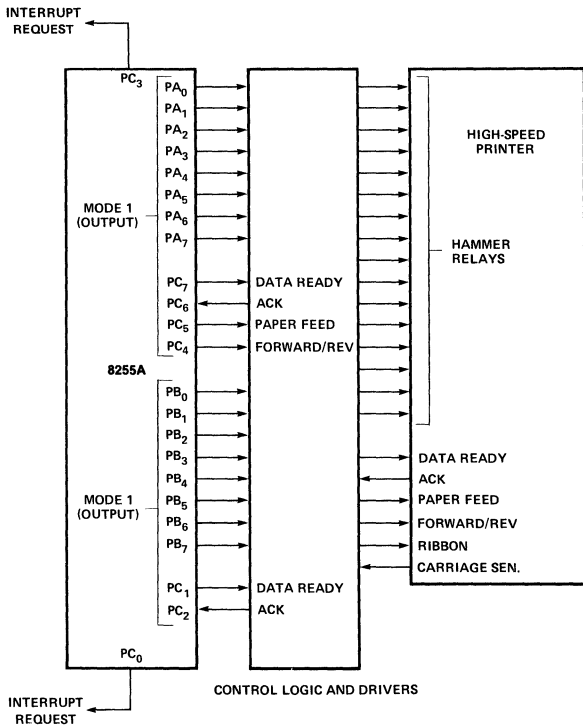 INTERRUPT
REQUEST
PC3
PA0
PA1
PA2
PA3
PA4
PA5
PA6
PA7
MODE 1
(OUTPUT)
PC7
PC6
PC5
PC4
DATA READY
ACK
PAPER FEED
FORWARD/REV
8255A
PB0
PB1
PB2
PB3
PB4
PB5
PB6
PB7
MODE 1
(OUTPUT)
PC1
PC2
DATA READY
ACK
PC0
INTERRUPT
REQUEST
CONTROL LOGIC AND DRIVERS
HIGH-SPEED
PRINTER
HAMMER
RELAYS
DATA READY
ACK
PAPER FEED
FORWARD/REV
RIBBON
CARRIAGE SEN.